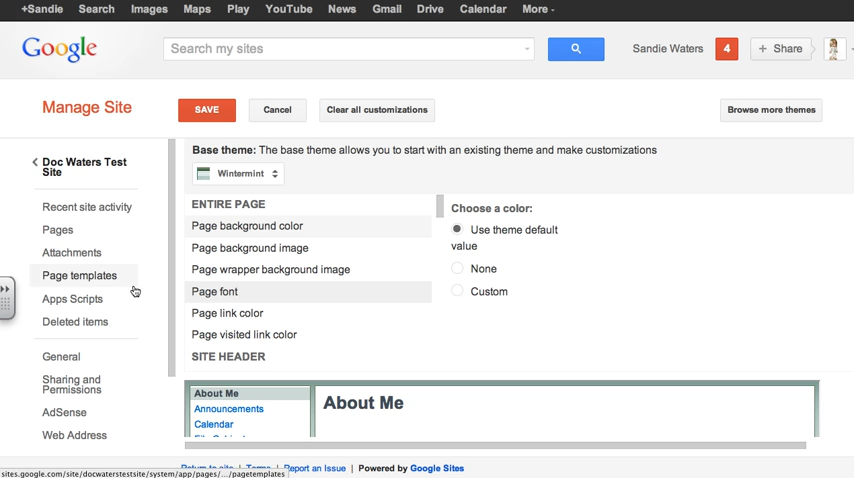 +Sandie Search Images Maps Play YouTube News Gmail Drive Calendar More
Google Search my sites Sandie Waters 4 + Share
Manage Site SAVE Cancel Clear all customizations Browse more themes
Doc Waters Test
Site
Recent site activity
Pages
Attachments
Page templates
Apps Scripts
Deleted items
General
Sharing and
Permissions
AdSense
Web Address
Base theme: The base theme allows you to start with an existing theme and make customizations
Wintermint
ENTIRE PAGE
Page background color
Page background image
Page wrapper background image
Page font
Page link color
Page visited link color
SITE HEADER
Choose a color:
Use theme default
value
None
Custom
About Me
Announcements
Calendar
File Cabinet
About Me
Return to site | Terms | Report an Issue | Powered by Google Sites
sites.google.com/site/docwaterstestsite/system/app/pages/.../pagetemplates